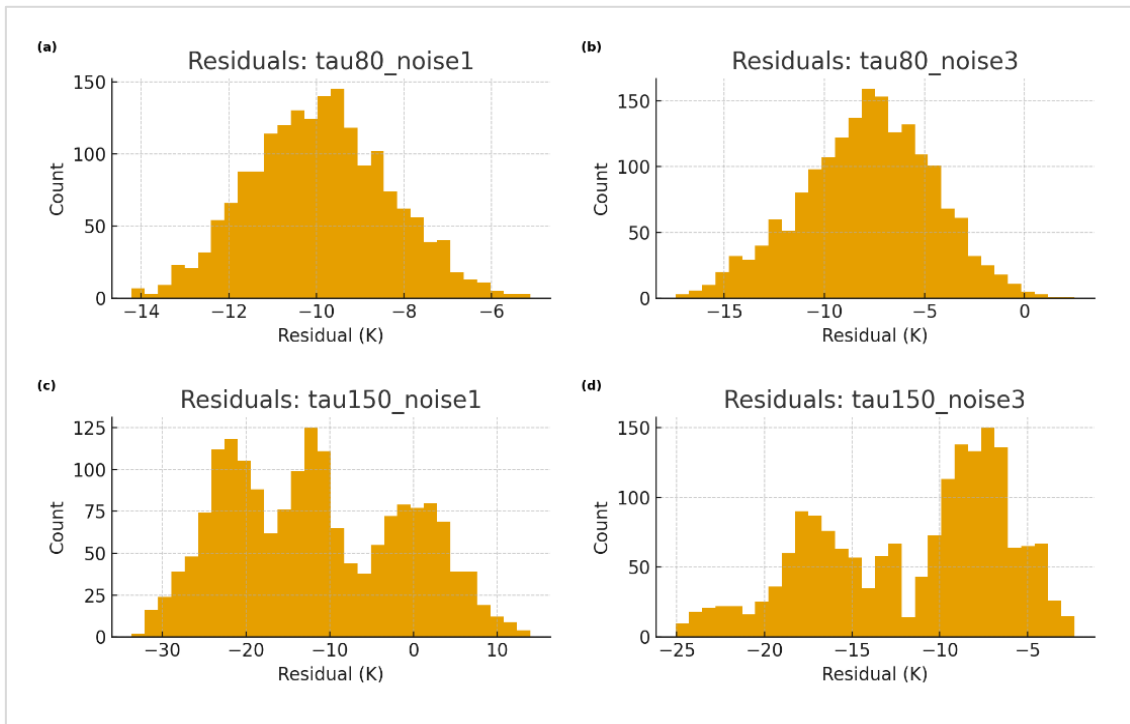 (a)
Residuals: tau80_noise1
150
100
50
0
Count
−14 −12 −10 −8 −6
Residual (K)
(b)
Residuals: tau80_noise3
150
100
50
0
Count
−15 −10 −5 0
Residual (K)
(c)
Residuals: tau150_noise1
125
100
75
50
25
0
Count
−30 −20 −10 0 10
Residual (K)
(d)
Residuals: tau150_noise3
150
100
50
0
Count
−25 −20 −15 −10 −5
Residual (K)